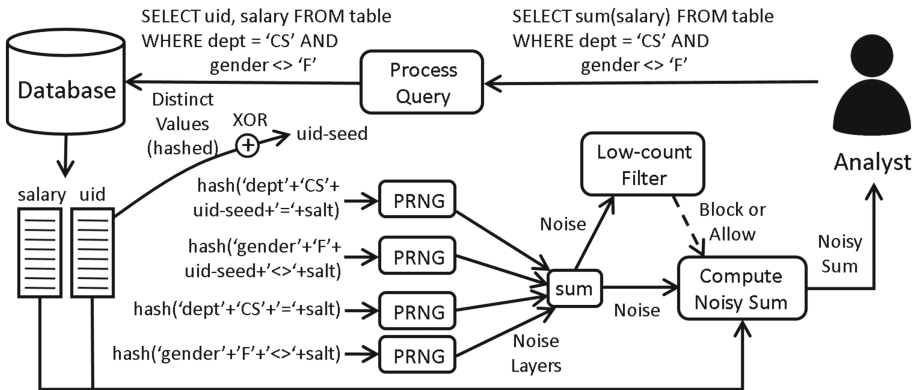 SELECT uid, salary FROM table
WHERE dept = ‘CS’ AND
gender <> ‘F’
SELECT sum(salary) FROM table
WHERE dept = ‘CS’ AND
gender <> ‘F’
Database
Process
Query
Analyst
Distinct
Values
(hashed)
XOR
+
uid-seed
salary uid
hash(‘dept’+‘CS’+
uid-seed+’=‘+salt)
PRNG
hash(‘gender’+‘F’+
uid-seed+’<>‘+salt)
PRNG
hash(‘dept’+‘CS’+’=‘+salt)
PRNG
hash(‘gender’+’F’+’<>‘+salt)
PRNG
Noise
Layers
sum
Noise
Low-count
Filter
Block or
Allow
Noise
Compute
Noisy Sum
Noisy
Sum